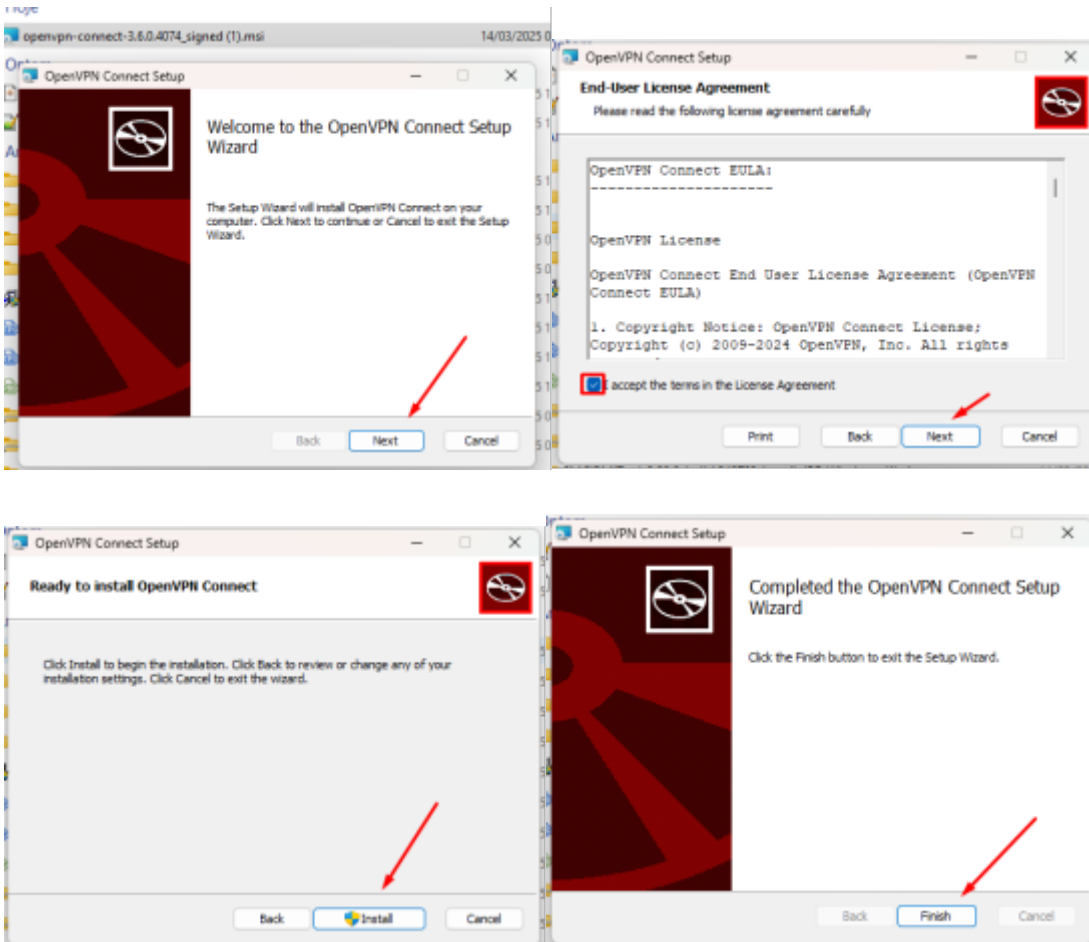 openvpn-connect-3.6.0.4074_signed (1).msi 14/03/2025 0
OpenVPN Connect Setup
Welcome to the OpenVPN Connect Setup
Wizard
The Setup Wizard will install OpenVPN Connect on your
computer. Click Next to continue or Cancel to exit the Setup
Wizard.
Back Next Cancel
OpenVPN Connect Setup
End-User License Agreement
Please read the following license agreement carefully
OpenVPN Connect EULA:
---------------------
OpenVPN License
OpenVPN Connect End User License Agreement (OpenVPN
Connect EULA)
1. Copyright Notice: OpenVPN Connect License;
Copyright (c) 2009-2024 OpenVPN, Inc. All rights
I accept the terms in the License Agreement
Print Back Next Cancel
OpenVPN Connect Setup
Ready to install OpenVPN Connect
Click Install to begin the installation. Click Back to review or change any of your
installation settings. Click Cancel to exit the wizard.
Back Install Cancel
OpenVPN Connect Setup
Completed the OpenVPN Connect Setup
Wizard
Click the Finish button to exit the Setup Wizard.
Back Finish Cancel